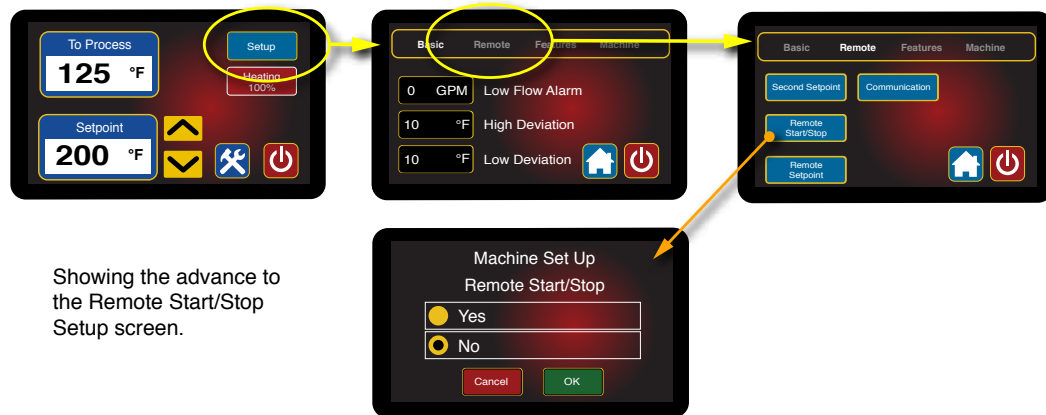 To Process
125 °F
Setup
Heating
100%
Setpoint
200 °F
Basic Remote Features Machine
0 GPM Low Flow Alarm
10 °F High Deviation
10 °F Low Deviation
Basic Remote Features Machine
Second Setpoint Communication
Remote
Start/Stop
Remote
Setpoint
Showing the advance to
the Remote Start/Stop
Setup screen.
Machine Set Up
Remote Start/Stop
Yes
No
Cancel OK